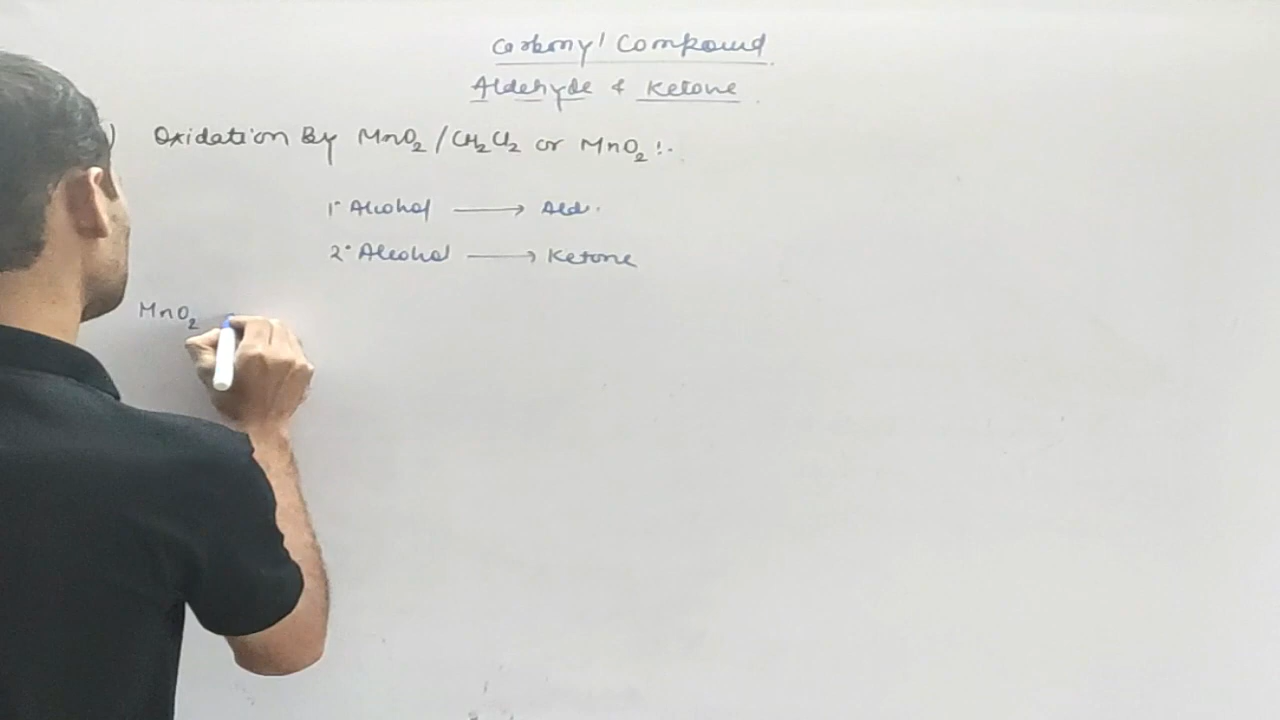 Carbonyl Compound
Aldehyde & Ketone
) Oxidation By MnO₂/CH₂Cl₂ or MnO₂ :-
1° Alcohol ⟶ Ald.
2° Alcohol ⟶ Ketone
MnO₂